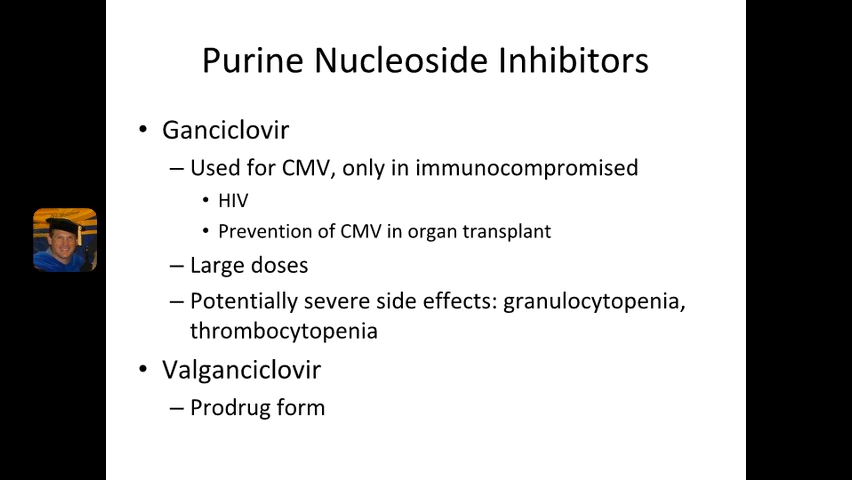 Purine Nucleoside Inhibitors
• Ganciclovir
– Used for CMV, only in immunocompromised
• HIV
• Prevention of CMV in organ transplant
– Large doses
– Potentially severe side effects: granulocytopenia,
thrombocytopenia
• Valganciclovir
– Prodrug form